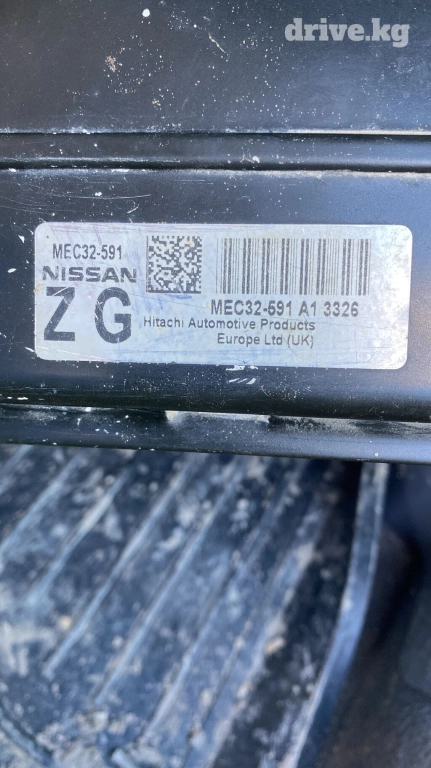 drive.kg
MEC32-591
NISSAN
Z G
MEC32-591 A1 3326
Hitachi Automotive Products
Europe Ltd (UK)